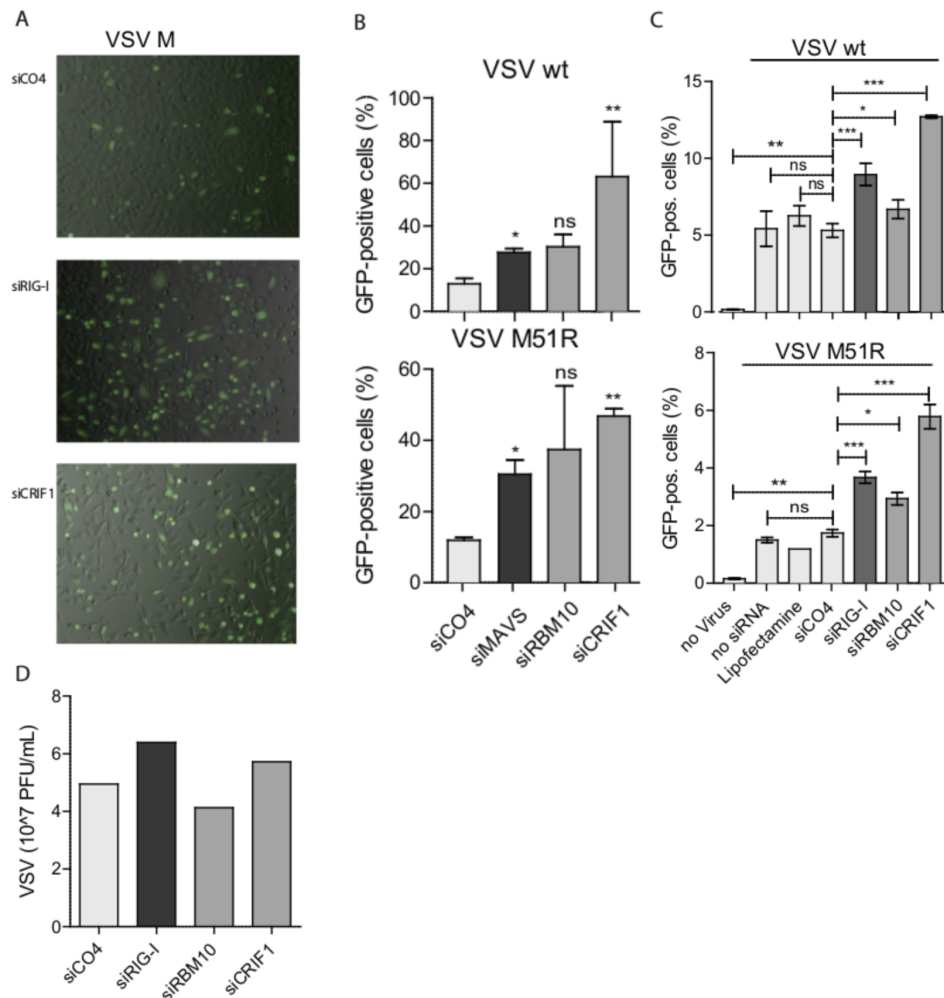 A
VSV M
siCO4
siRIG-I
siCRIF1
B
VSV wt
GFP-positive cells (%)
100
80
60
40
20
0
*
ns
**
VSV M51R
GFP-positive cells (%)
60
40
20
0
*
ns
**
siCO4
siMAVS
siRBM10
siCRIF1
C
VSV wt
GFP-pos. cells (%)
15
10
5
0
***
*
***
**
ns
ns
VSV M51R
GFP-pos. cells (%)
8
6
4
2
0
***
*
***
**
ns
no Virus
no siRNA
Lipofectamine
siCO4
siRIG-I
siRBM10
siCRIF1
D
VSV (10^7 PFU/mL)
8
6
4
2
0
siCO4
siRIG-I
siRBM10
siCRIF1